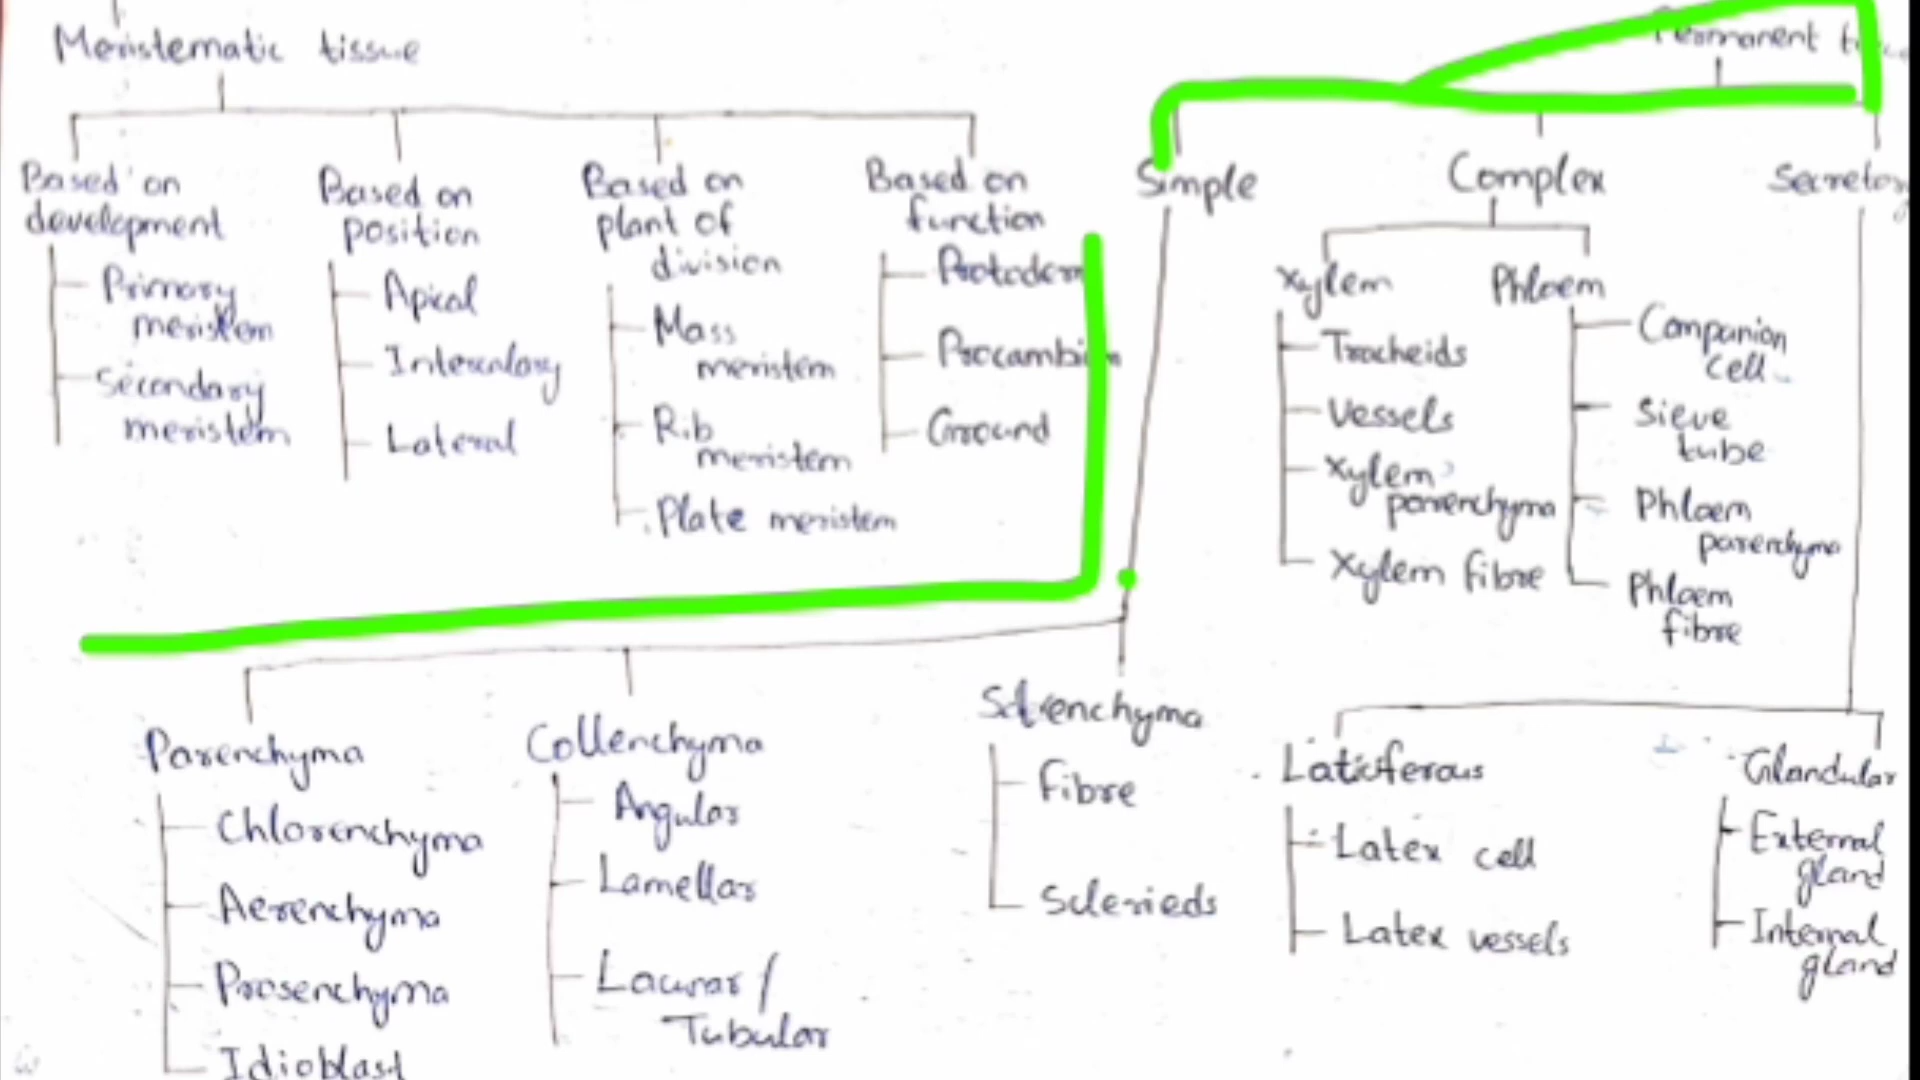 Meristematic tissue
Permanent
Based on
development
Primary
meristem
Secondary
meristem
Based on
position
Apical
Intercalary
Lateral
Based on
plant of
division
Mass
meristem
Rib
meristem
Plate meristem
Based on
function
Protoderm
Procambium
Ground
Simple
Complex
Secretory
Xylem
Tracheids
Vessels
Xylem
parenchyma
Xylem fibre
Phloem
Companion
cell
Sieve
tube
Phloem
parenchyma
Phloem
fibre
Parenchyma
Chlorenchyma
Aerenchyma
Prosenchyma
Idioblast
Collenchyma
Angular
Lamellar
/
Tubular
Fibre
Sclerieds
Laticiferous
Latex cell
Latex vessels
Glandular
External
gland
Internal
gland